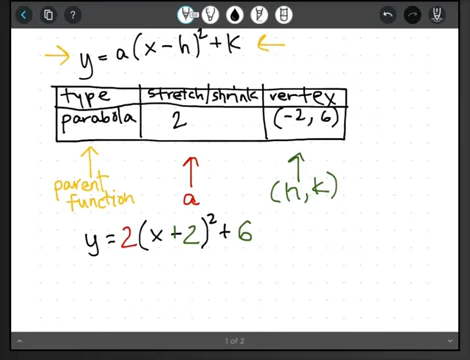 y = a(x-h)² + k
type stretch/shrink vertex
parabola 2 (-2, 6)
parent function a (h, k)
y = 2(x+2)² + 6
1 of 2